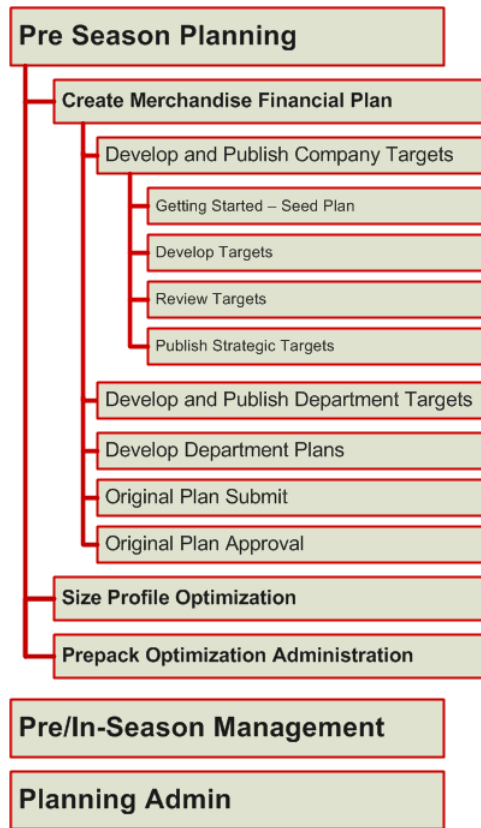 Pre Season Planning
Create Merchandise Financial Plan
Develop and Publish Company Targets
Getting Started – Seed Plan
Develop Targets
Review Targets
Publish Strategic Targets
Develop and Publish Department Targets
Develop Department Plans
Original Plan Submit
Original Plan Approval
Size Profile Optimization
Prepack Optimization Administration
Pre/In-Season Management
Planning Admin